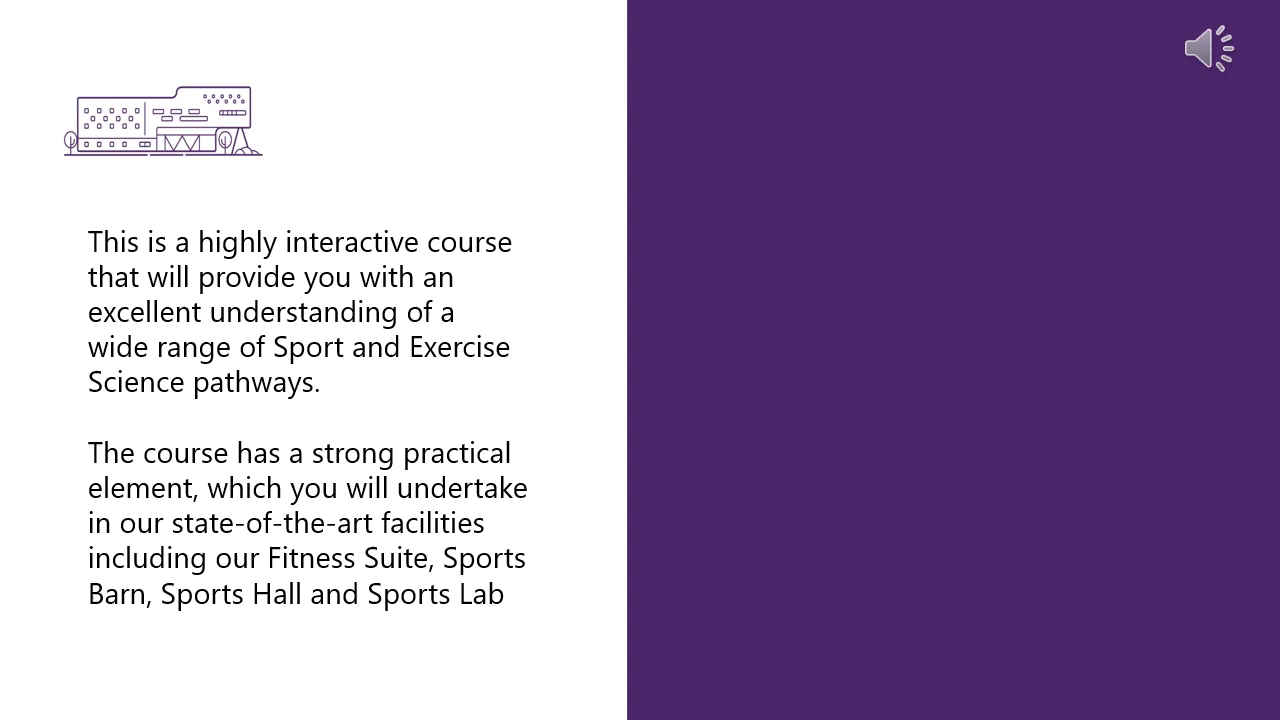 This is a highly interactive course
that will provide you with an
excellent understanding of a
wide range of Sport and Exercise
Science pathways.
The course has a strong practical
element, which you will undertake
in our state-of-the-art facilities
including our Fitness Suite, Sports
Barn, Sports Hall and Sports Lab